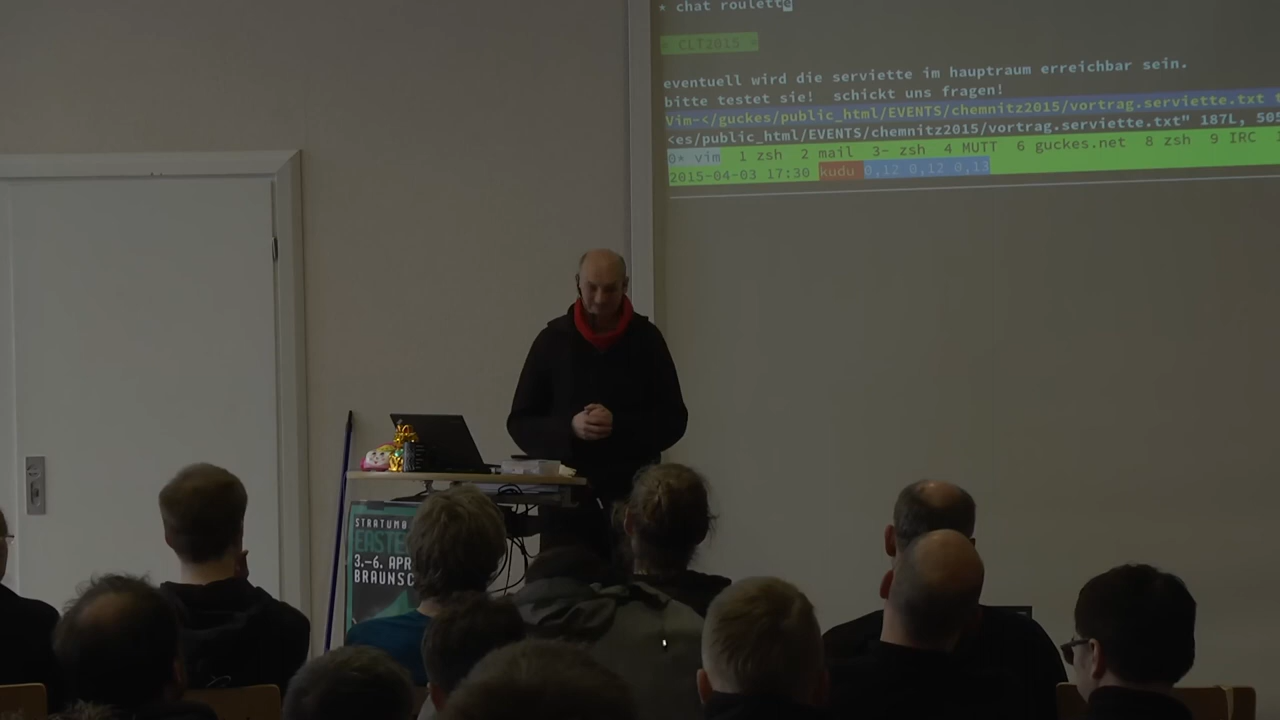 * chat roulette
* CLT2015 *
eventuell wird die serviette im hauptraum erreichbar sein.
bitte testet sie!  schickt uns fragen!
Vim-</guckes/public_html/EVENTS/chemnitz2015/vortrag.serviette.txt
<es/public_html/EVENTS/chemnitz2015/vortrag.serviette.txt" 187L, 505
0* vim  1 zsh  2 mail  3- zsh  4 MUTT  6 guckes.net  8 zsh  9 IRC
2015-04-03 17:30 kudu 0,12 0,12 0,13
STRATUM0
EASTE
3.–6. APR
BRAUNSC